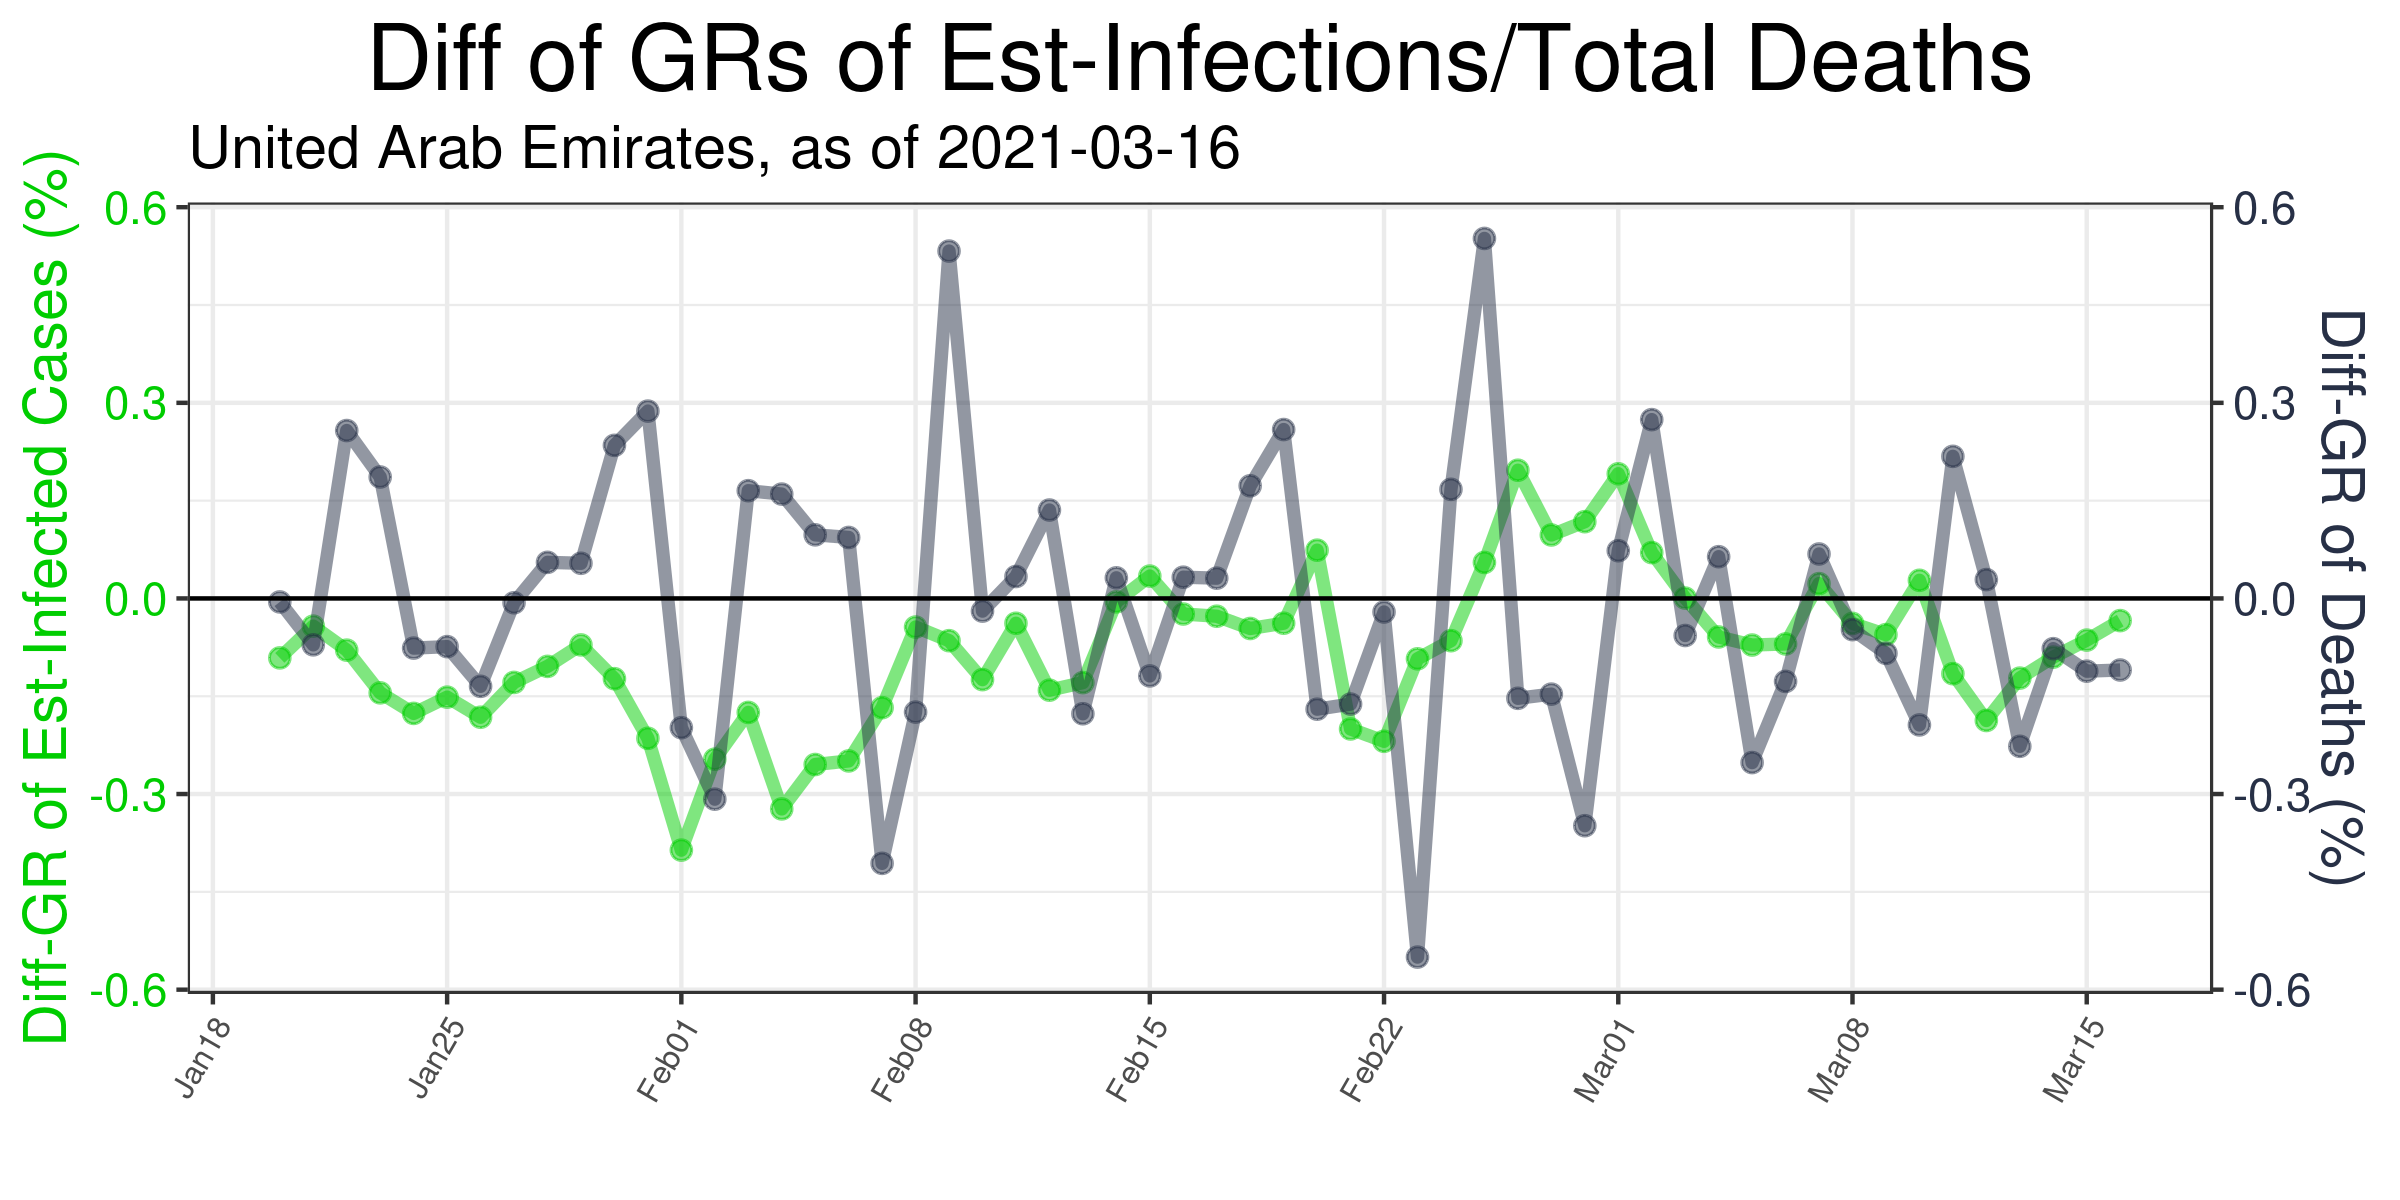 Diff of GRs of Est-Infections/Total Deaths
United Arab Emirates, as of 2021-03-16
Diff-GR of Est-Infected Cases (%)
0.6
0.3
0.0
-0.3
-0.6
0.6
0.3
0.0
-0.3
-0.6
Diff-GR of Deaths (%)
Jan18
Jan25
Feb01
Feb08
Feb15
Feb22
Mar01
Mar08
Mar15